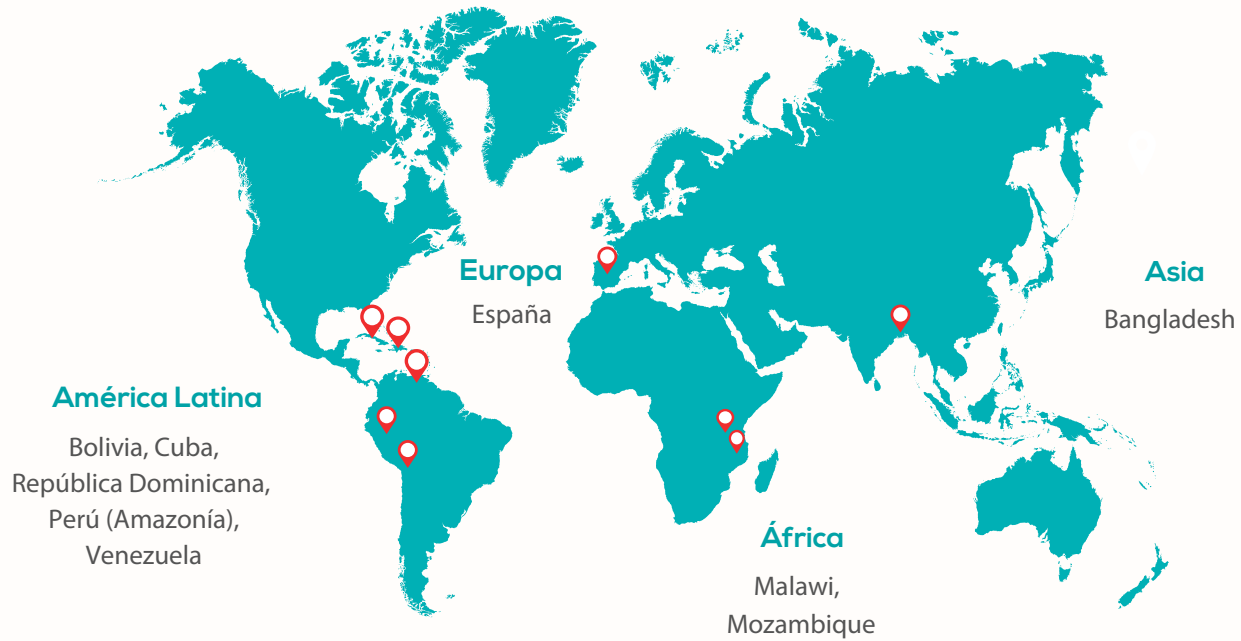 Europa
España
Asia
Bangladesh
América Latina
Bolivia, Cuba,
República Dominicana,
Perú (Amazonía),
Venezuela
África
Malawi,
Mozambique